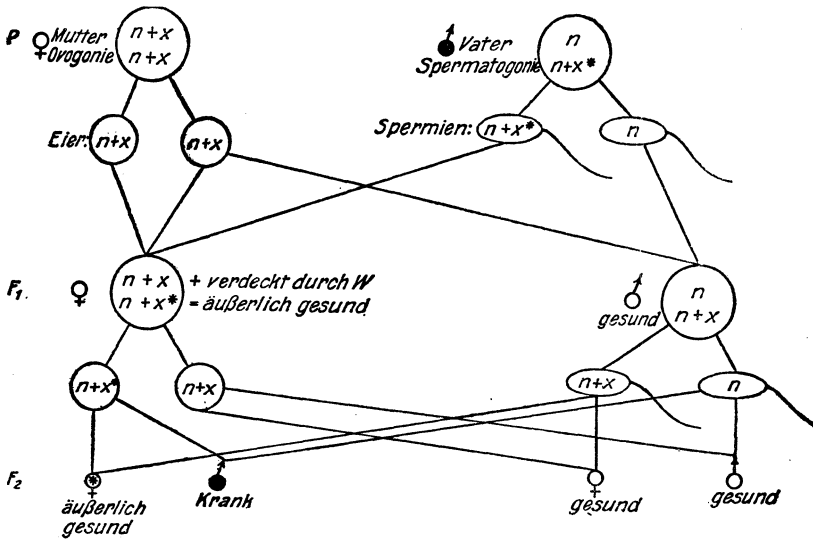 P ♀ Mutter
Ovogonie
n+x
n+x
♂ Vater
Spermatogonie
n
n+x*
Eier:
n+x
n+x
Spermien:
n+x*
n
F₁.
♀
n+x
n+x*
+ verdeckt durch W
= äußerlich gesund
♂
gesund
n
n+x
n+x*
n+x
n+x
n
F₂
*
äußerlich
gesund
Krank
gesund
gesund